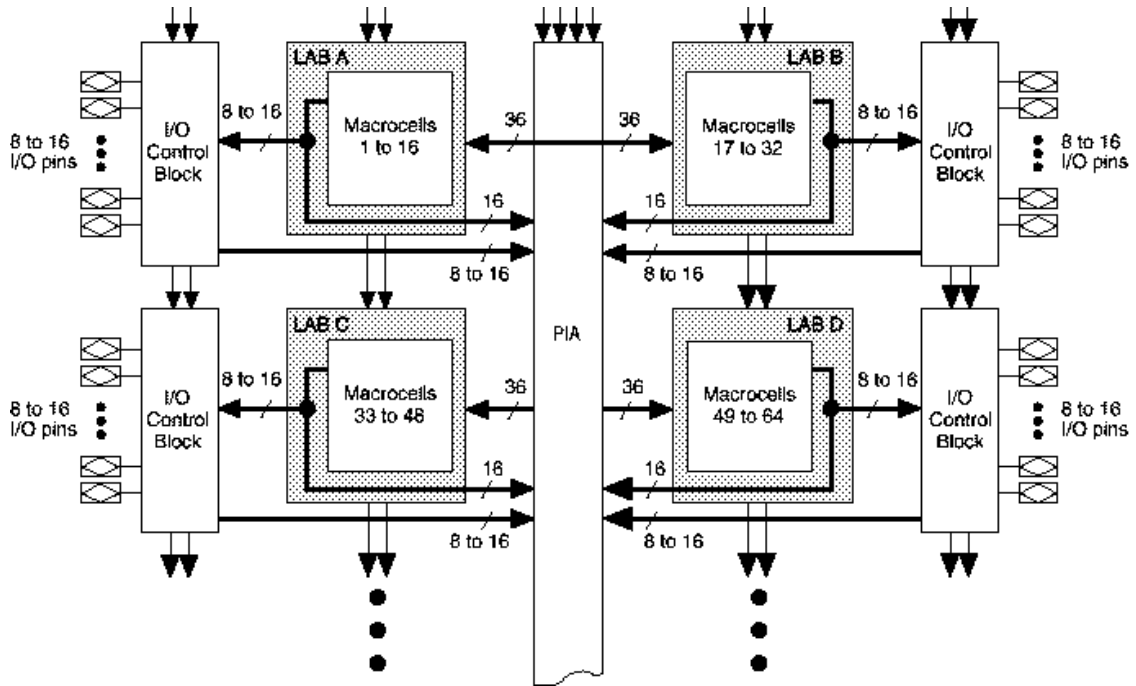 LAB A
LAB B
8 to 16
I/O pins
I/O
Control
Block
8 to 16
Macrocells
1 to 16
36
36
Macrocells
17 to 32
8 to 16
I/O
Control
Block
8 to 16
I/O pins
16
16
8 to 16
8 to 16
PIA
LAB C
LAB D
8 to 16
I/O pins
I/O
Control
Block
8 to 16
Macrocells
33 to 48
36
36
Macrocells
49 to 64
8 to 16
I/O
Control
Block
8 to 16
I/O pins
16
16
8 to 16
8 to 16